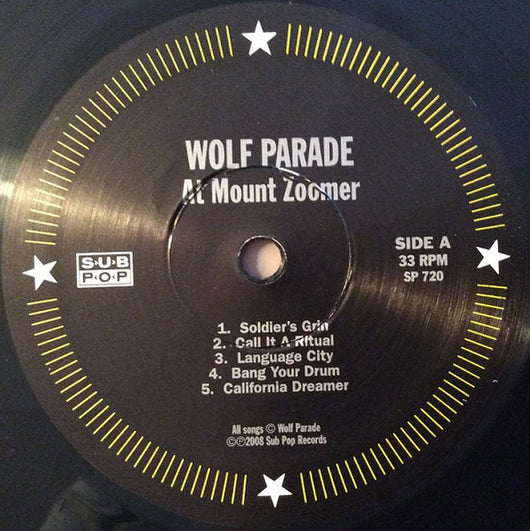 WOLF PARADE
At Mount Zoomer
SUB
POP
SIDE A
33 RPM
SP 720
1. Soldier's Grin
2. Call It A Ritual
3. Language City
4. Bang Your Drum
5. California Dreamer
All songs © Wolf Parade
©℗2008 Sub Pop Records